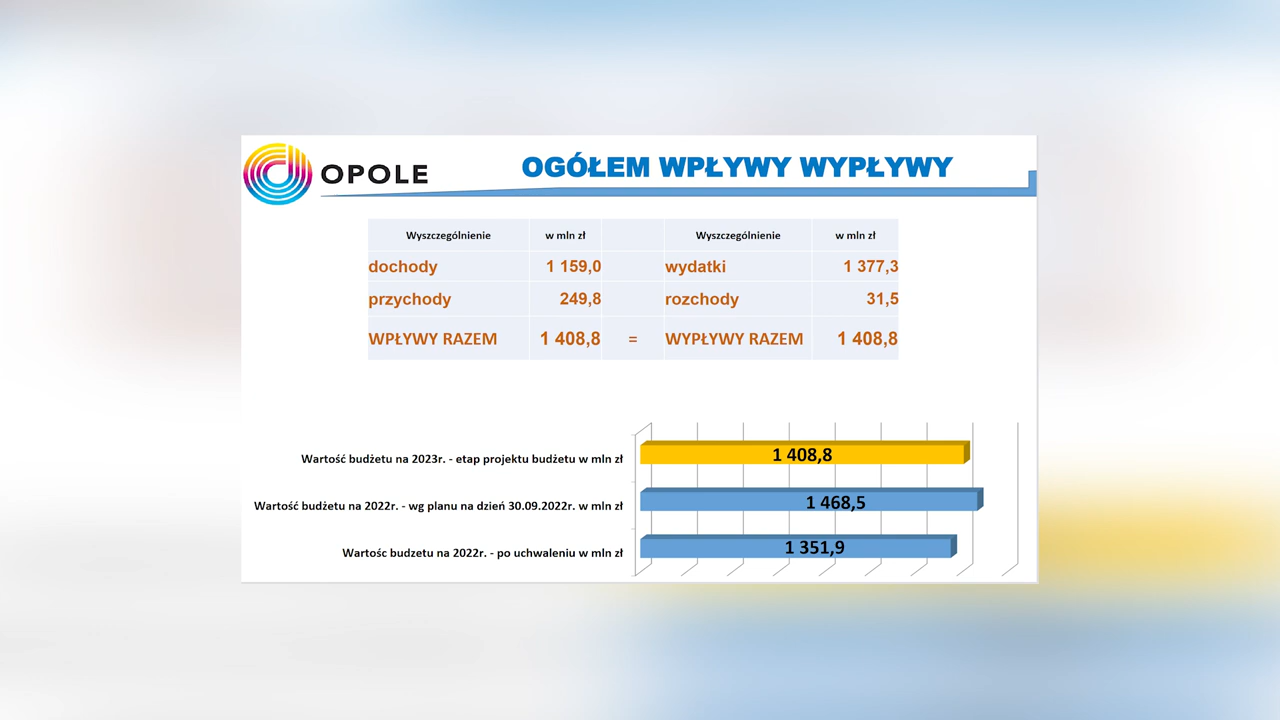 OPOLE
OGÓŁEM WPŁYWY WYPŁYWY
Wyszczególnienie w mln zł Wyszczególnienie w mln zł
dochody 1 159,0 wydatki 1 377,3
przychody 249,8 rozchody 31,5
WPŁYWY RAZEM 1 408,8 = WYPŁYWY RAZEM 1 408,8
Wartość budżetu na 2023r. - etap projektu budżetu w mln zł 1 408,8
Wartość budżetu na 2022r. - wg planu na dzień 30.09.2022r. w mln zł 1 468,5
Wartośc budzetu na 2022r. - po uchwaleniu w mln zł 1 351,9